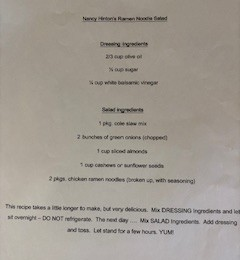 Nancy Hinton's Ramen Noodle Salad
Dressing Ingredients
2/3 cup olive oil
½ cup sugar
¼ cup white balsamic vinegar
Salad ingredients
1 pkg. cole slaw mix
2 bunches of green onions (chopped)
1 cup sliced almonds
1 cup cashews or sunflower seeds
2 pkgs. chicken ramen noodles (broken up, with seasoning)
This recipe takes a little longer to make, but very delicious. Mix DRESSING Ingredients and let
sit overnight – DO NOT refrigerate. The next day .... Mix SALAD Ingredients. Add dressing
and toss. Let stand for a few hours. YUM!